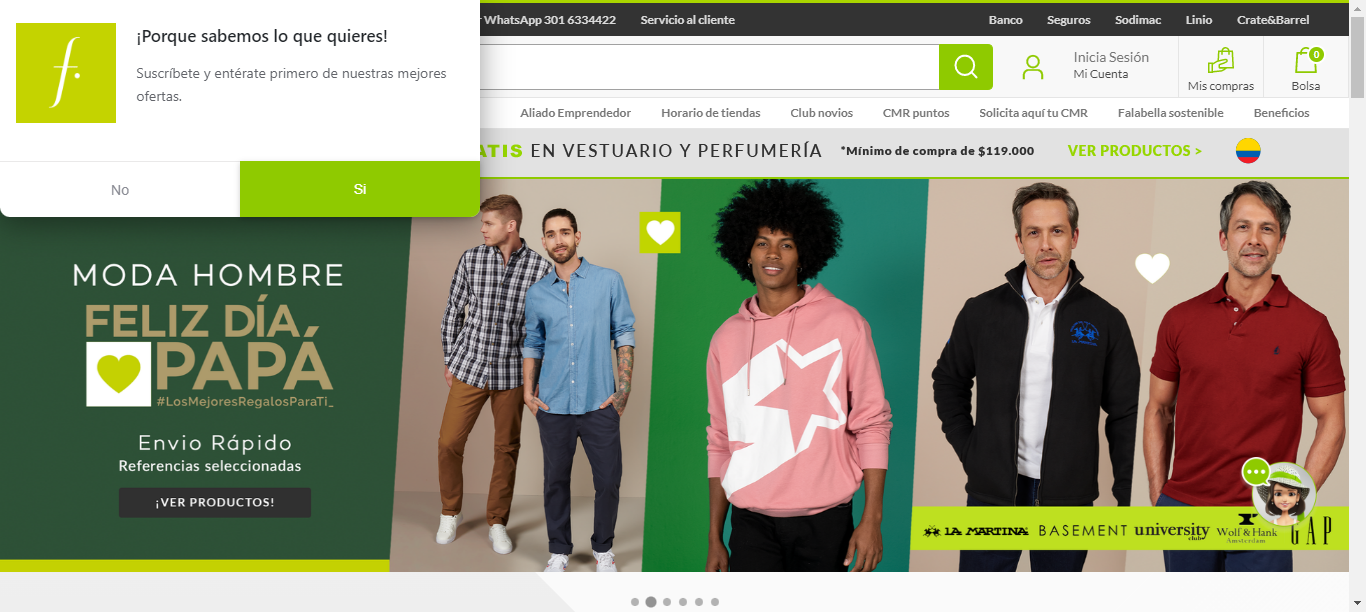 ¡Porque sabemos lo que quieres!
Suscríbete y entérate primero de nuestras mejores
ofertas.
No
Si
WhatsApp 301 6334422
Servicio al cliente
Banco
Seguros
Sodimac
Linio
Crate&Barrel
Inicia Sesión
Mi Cuenta
Mis compras
0
Bolsa
Aliado Emprendedor
Horario de tiendas
Club novios
CMR puntos
Solicita aquí tu CMR
Falabella sostenible
Beneficios
EN VESTUARIO Y PERFUMERÍA
*Mínimo de compra de $119.000
VER PRODUCTOS >
MODA HOMBRE
FELIZ DÍA
PAPÁ
#LosMejoresRegalosParaTi_
Envio Rápido
Referencias seleccionadas
¡VER PRODUCTOS!
LA MARTINA
BASEMENT
university
club
Wolf & Hank
Amsterdam
GAP